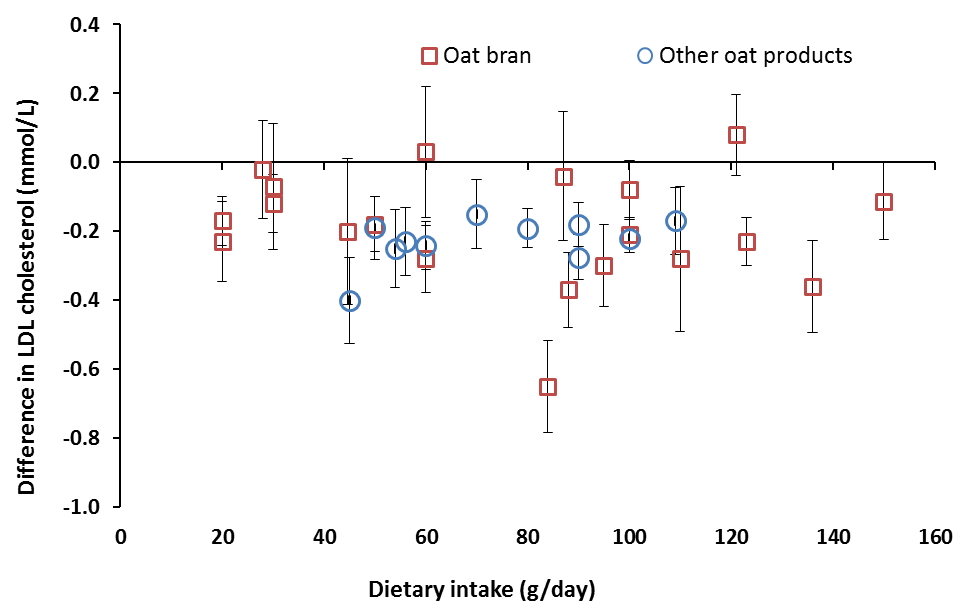 0.4
Oat bran
Other oat products
0.2
0.0
-0.2
-0.4
-0.6
-0.8
-1.0
Difference in LDL cholesterol (mmol/L)
0 20 40 60 80 100 120 140 160
Dietary intake (g/day)